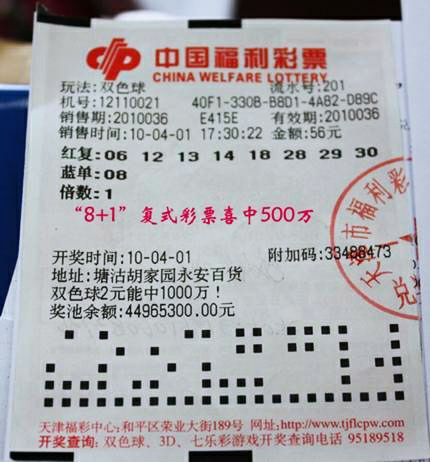 中国福利彩票
CHINA WELFARE LOTTERY
玩法:双色球 流水号:201
机号:12110021 40F1-330B-B8D1-4AB2-D89C
销售期:2010036 E415E 有效期:2010036
销售时间:10-04-01 17:30:22 金额:56元
红复:06 12 13 14 18 28 29 30
蓝单:08
倍数:1
“8+1”复式彩票喜中500万
开奖时间:10-04-01 附加码:33488473
地址:塘沽胡家园永安百货
双色球2元能中1000万!
奖池余额:44965300.00元
天津福彩中心:和平区荣业大街189号 网址:http://www.tjflcpw.com
开奖查询:双色球、3D、七乐彩游戏开奖查询电话 95189518
市福利彩
兑